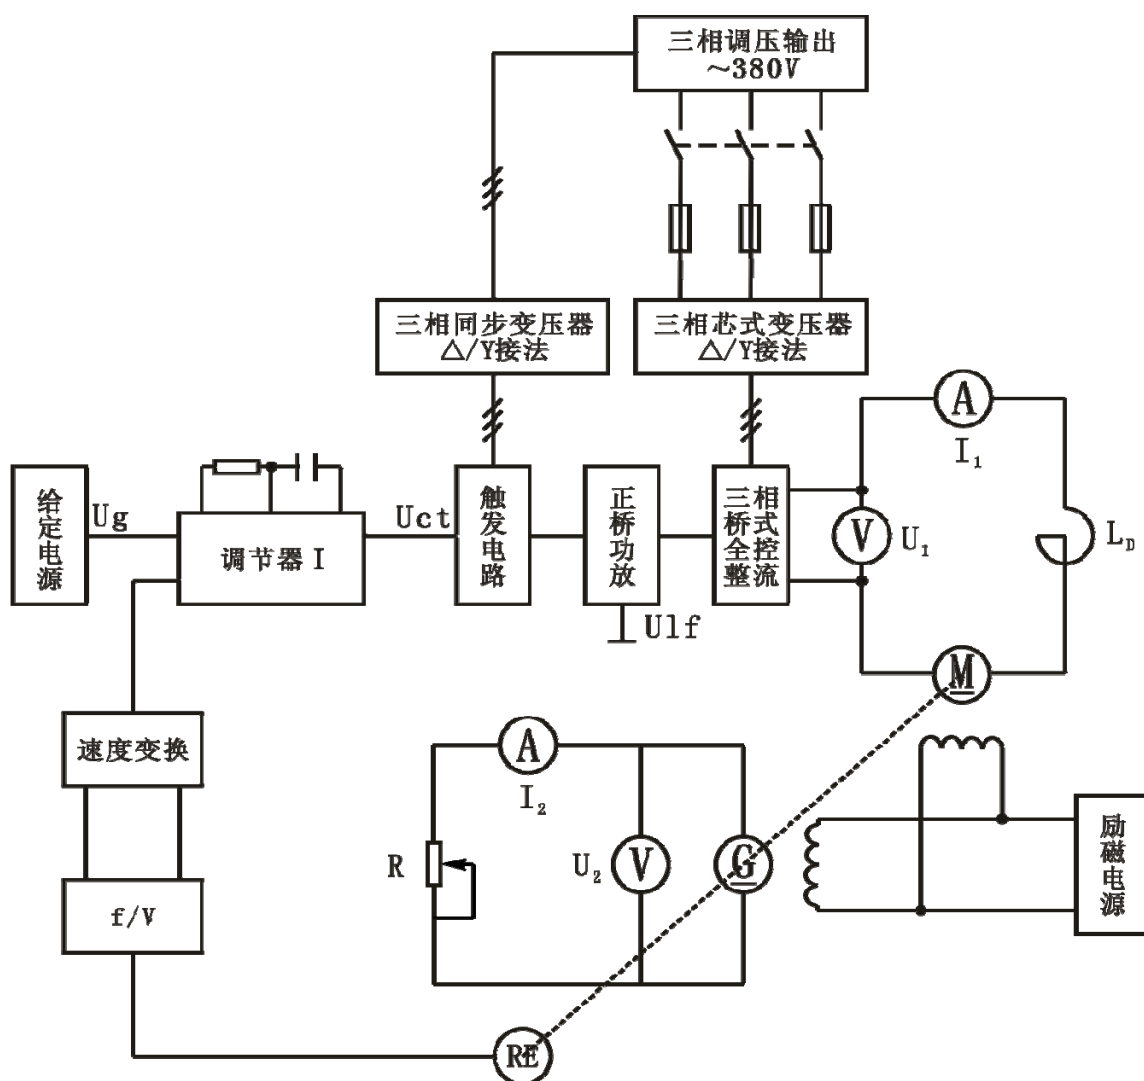 三相调压输出
～380V
三相同步变压器
△/Y接法
三相芯式变压器
△/Y接法
A
I₁
给定电源
Ug
调节器 I
Uct
触发电路
正桥功放
三相桥式全控整流
V
U₁
L_D
Ulf
M
速度变换
A
I₂
R
U₂
V
G
励磁电源
f/V
RE